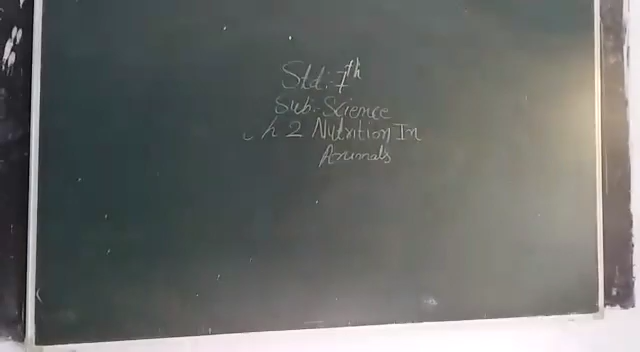 Std:- 7th
Sub:- Science
Ch 2 Nutrition In
Animals